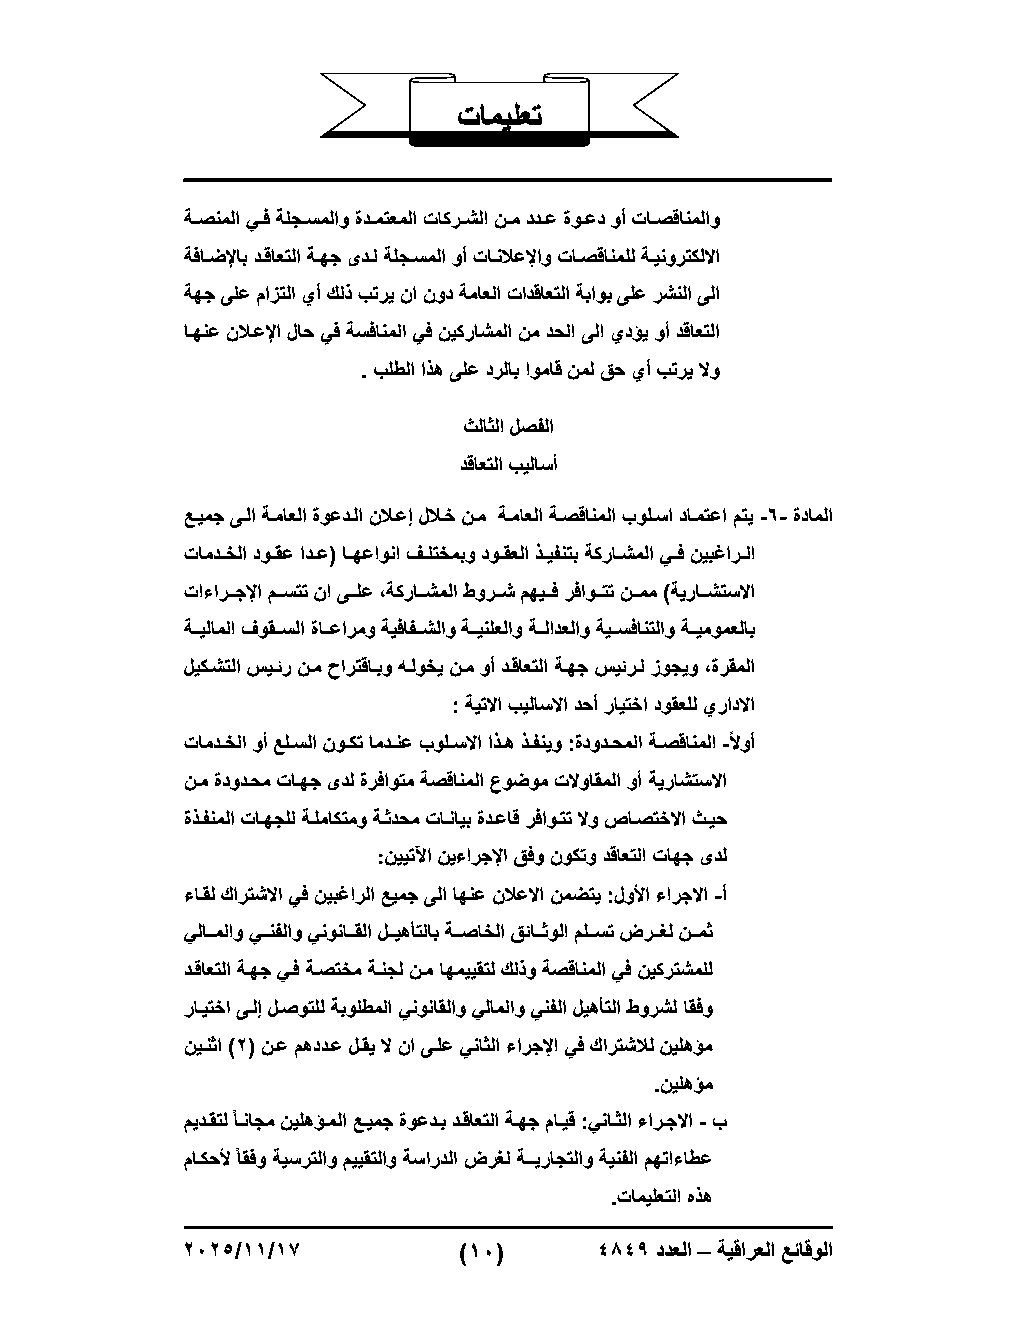 تعليمات
والمناقصات أو دعوة عدد من الشركات المعتمدة والمسجلة في المنصة
الالكترونية للمناقصات والإعلانات أو المسجلة لدى جهة التعاقد بالإضافة
الى النشر على بوابة التعاقدات العامة دون ان يرتب ذلك أي التزام على جهة
التعاقد أو يؤدي الى الحد من المشاركين في المنافسة في حال الإعلان عنها
ولا يرتب أي حق لمن قاموا بالرد على هذا الطلب .
الفصل الثالث
أساليب التعاقد
المادة -٦- يتم اعتماد اسلوب المناقصة العامة من خلال إعلان الدعوة العامة الى جميع
الراغبين في المشاركة بتنفيذ العقود وبمختلف انواعها (عدا عقود الخدمات
الاستشارية) ممن تتوافر فيهم شروط المشاركة، على ان تتسم الإجراءات
بالعمومية والتنافسية والعدالة والعلنية والشفافية ومراعاة السقوف المالية
المقرة، ويجوز لرئيس جهة التعاقد أو من يخوله وباقتراح من رئيس التشكيل
الاداري للعقود اختيار أحد الاساليب الاتية :
أولاً- المناقصة المحدودة: وينفذ هذا الاسلوب عندما تكون السلع أو الخدمات
الاستشارية أو المقاولات موضوع المناقصة متوافرة لدى جهات محدودة من
حيث الاختصاص ولا تتوافر قاعدة بيانات محدثة ومتكاملة للجهات المنفذة
لدى جهات التعاقد وتكون وفق الإجراءين الآتيين:
أ- الاجراء الأول: يتضمن الاعلان عنها الى جميع الراغبين في الاشتراك لقاء
ثمن لغرض تسلم الوثائق الخاصة بالتأهيل القانوني والفني والمالي
للمشتركين في المناقصة وذلك لتقييمها من لجنة مختصة في جهة التعاقد
وفقا لشروط التأهيل الفني والمالي والقانوني المطلوبة للتوصل إلى اختيار
مؤهلين للاشتراك في الإجراء الثاني على ان لا يقل عددهم عن (٢) اثنين
مؤهلين.
ب - الاجراء الثاني: قيام جهة التعاقد بدعوة جميع المؤهلين مجاناً لتقديم
عطاءاتهم الفنية والتجارية لغرض الدراسة والتقييم والترسية وفقاً لأحكام
هذه التعليمات.
الوقائع العراقية – العدد ٤٨٤٩ (١٠) ٢٠٢٥/١١/١٧